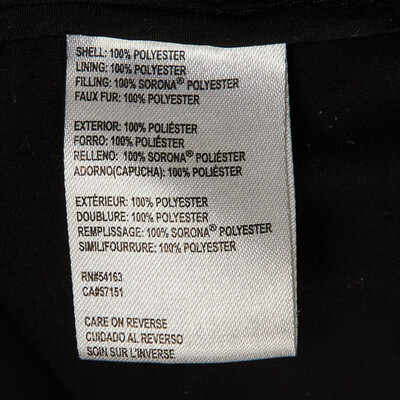 SHELL: 100% POLYESTER
LINING: 100% POLYESTER
FILLING: 100% SORONA® POLYESTER
FAUX FUR: 100% POLYESTER
EXTERIOR: 100% POLIÉSTER
FORRO: 100% POLIÉSTER
RELLENO: 100% SORONA® POLIÉSTER
ADORNO(CAPUCHA): 100% POLIÉSTER
EXTÉRIEUR: 100% POLYESTER
DOUBLURE: 100% POLYESTER
REMPLISSAGE: 100% SORONA® POLYESTER
SIMILIFOURRURE: 100% POLYESTER
RN#54163
CA#57151
CARE ON REVERSE
CUIDADO AL REVERSO
SOIN SUR L'INVERSE